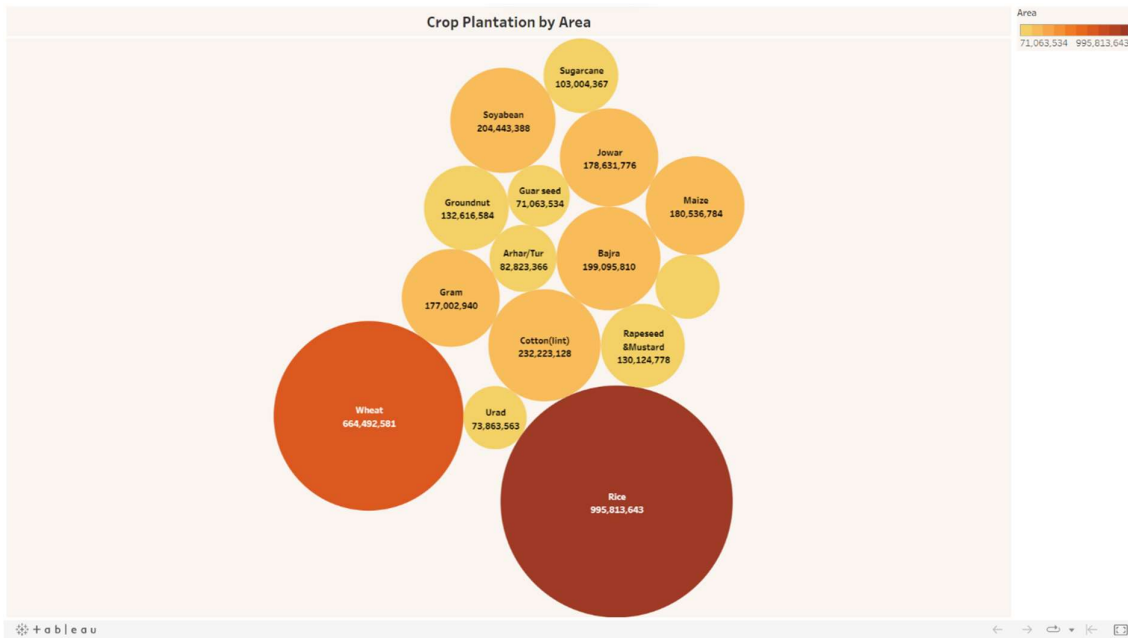 Crop Plantation by Area
Area
71,063,534 995,813,643
Sugarcane
103,004,367
Soyabean
204,443,388
Jowar
178,631,776
Guar seed
71,063,534
Groundnut
132,616,584
Maize
180,536,784
Arhar/Tur
82,823,366
Bajra
199,095,810
Gram
177,002,940
Cotton(lint)
232,223,128
Rapeseed
&Mustard
130,124,778
Wheat
664,492,581
Urad
73,863,563
Rice
995,813,643
+ableau